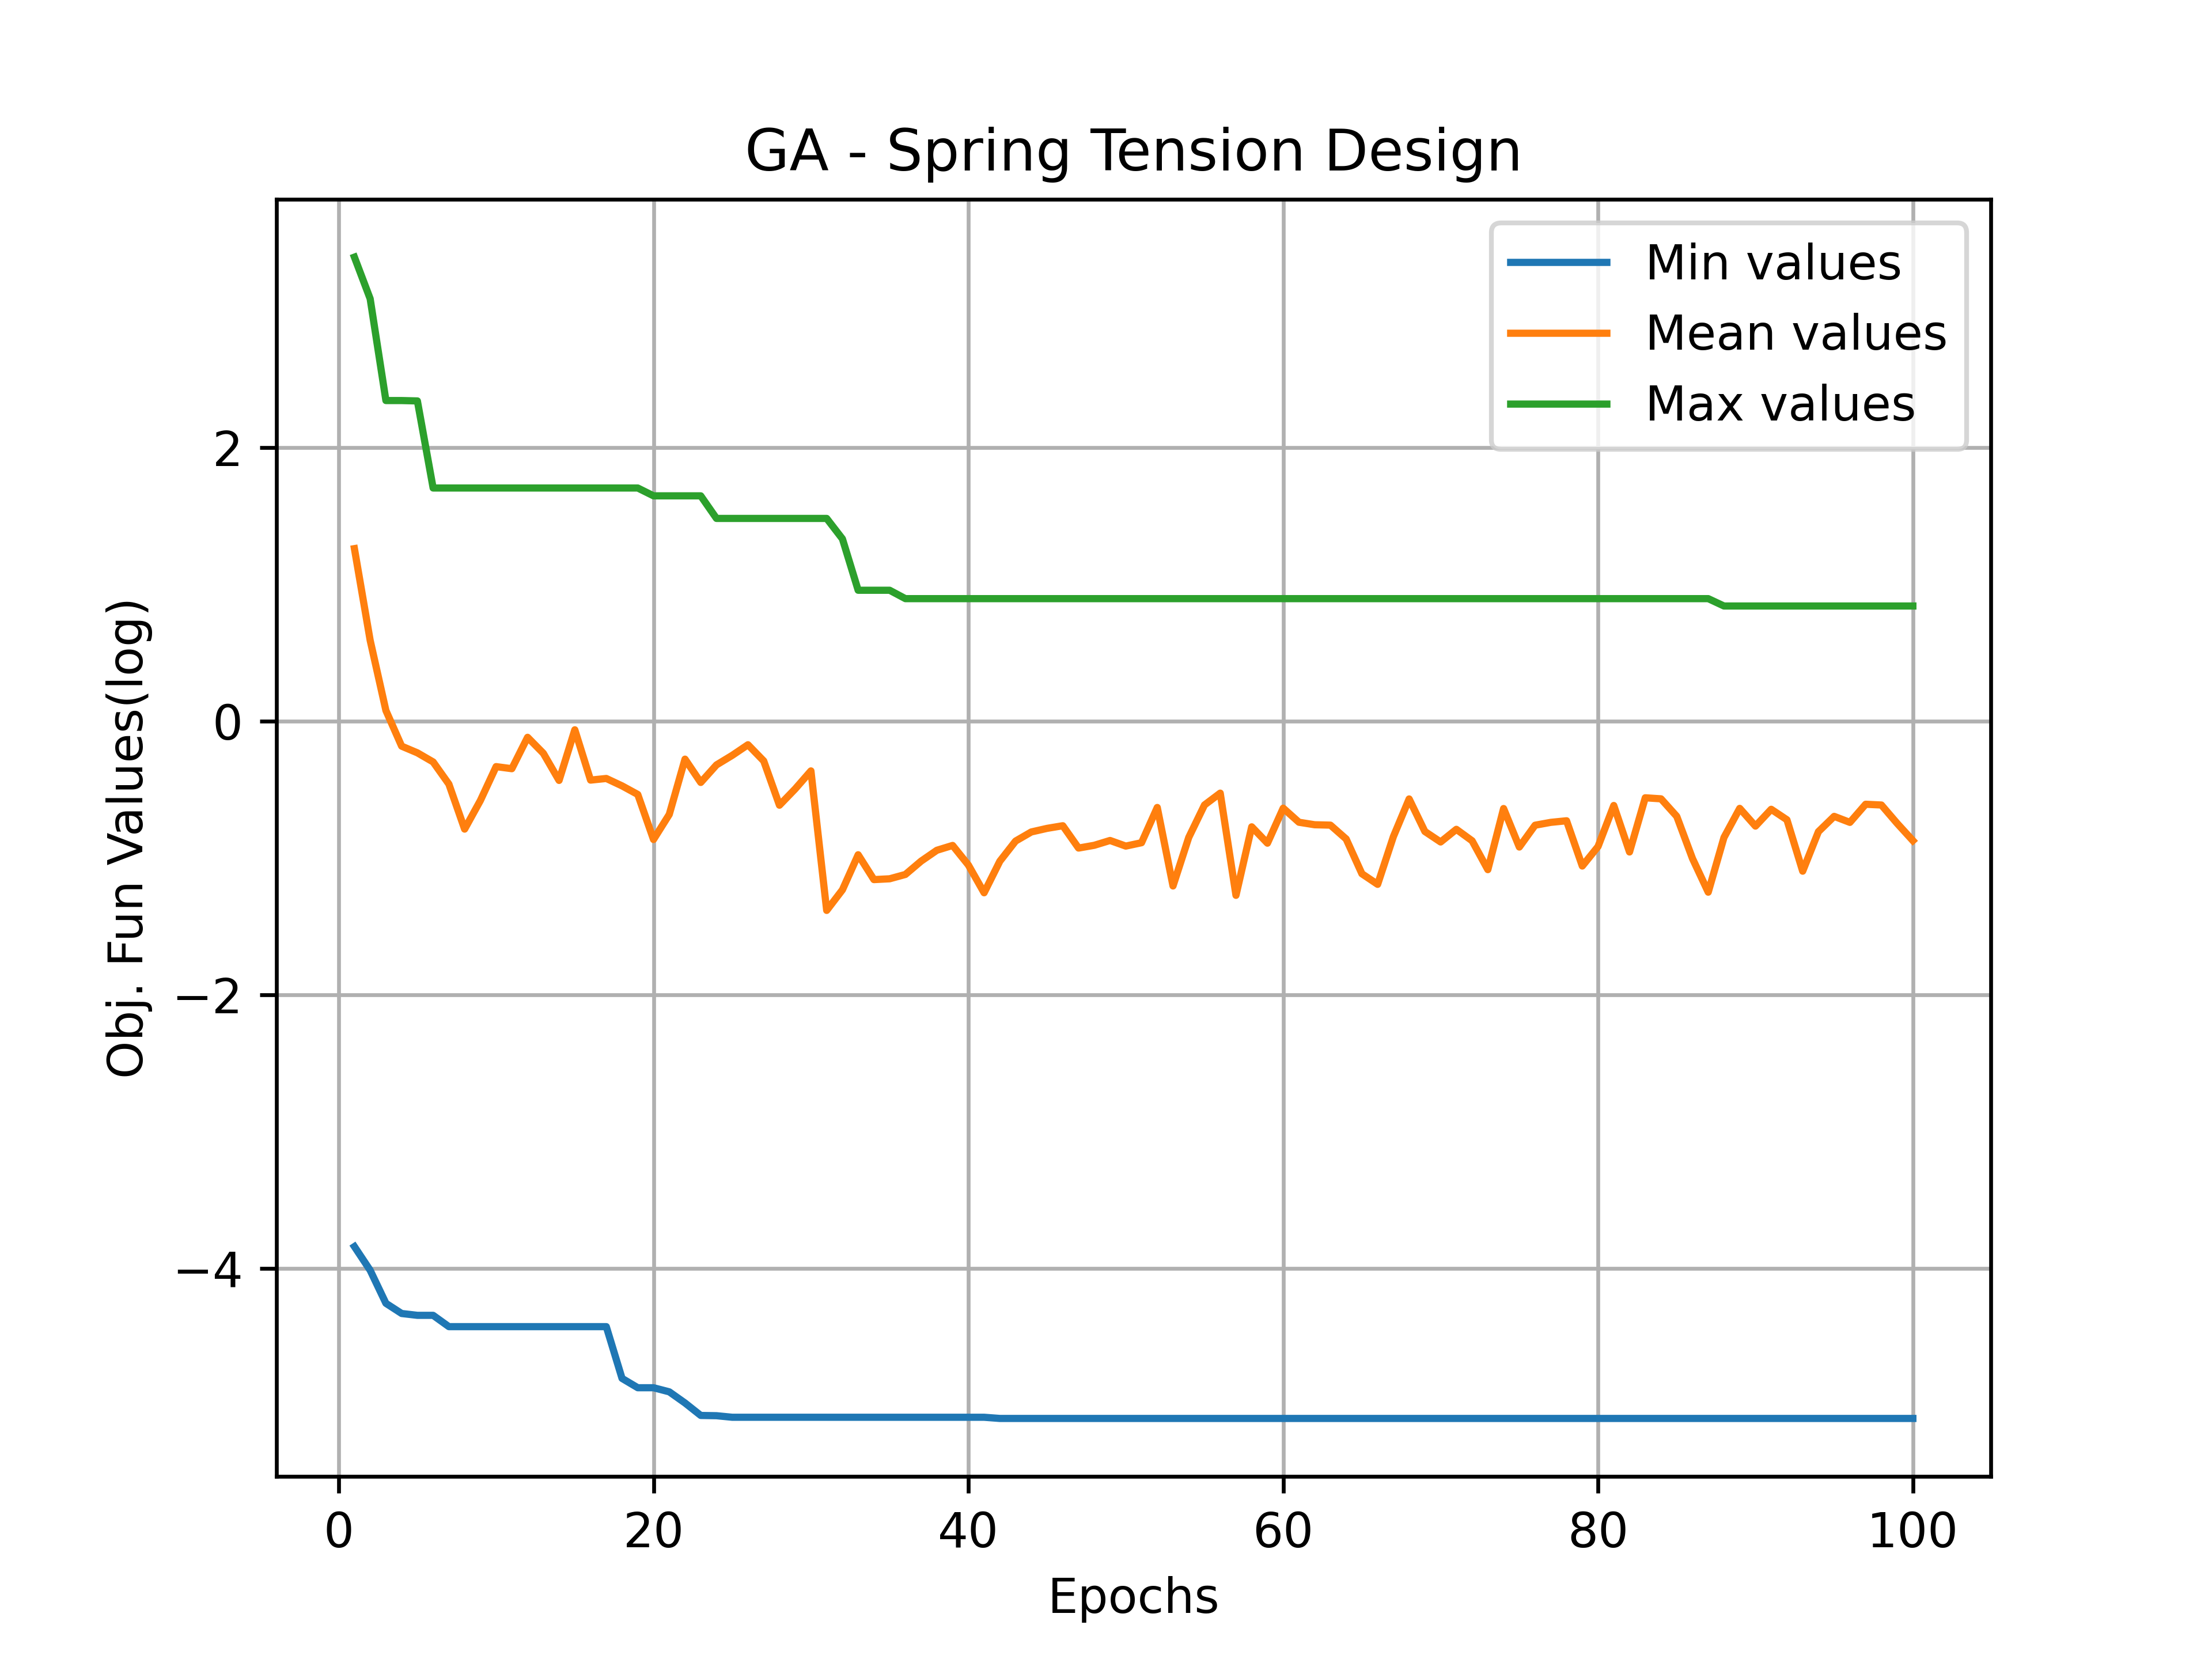 GA - Spring Tension Design
Min values
Mean values
Max values
Obj. Fun Values(log)
2
0
−2
−4
0 20 40 60 80 100
Epochs